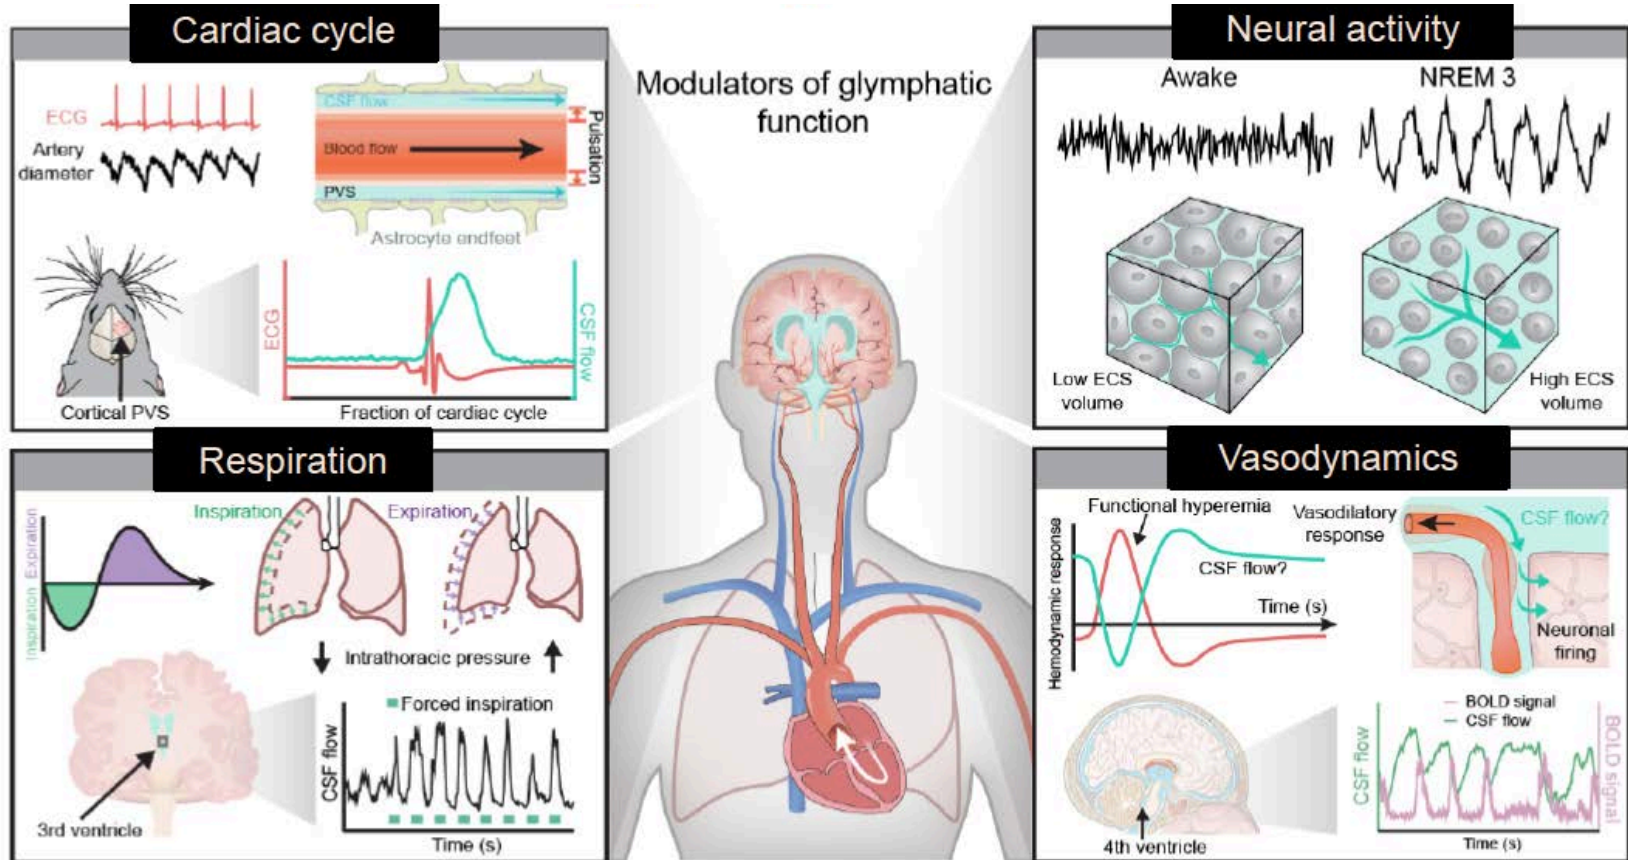 Cardiac cycle
ECG
Artery
diameter
CSF flow
Blood flow
PVS
Pulsation
Astrocyte endfeet
Cortical PVS
ECG
CSF flow
Fraction of cardiac cycle
Modulators of glymphatic
function
Neural activity
Awake
NREM 3
Low ECS
volume
High ECS
volume
Respiration
Inspiration Expiration
Inspiration
Expiration
Intrathoracic pressure
3rd ventricle
Forced inspiration
CSF flow
Time (s)
Vasodynamics
Functional hyperemia
Hemodynamic response
CSF flow?
Time (s)
Vasodilatory
response
CSF flow?
Neuronal
firing
4th ventricle
BOLD signal
CSF flow
CSF flow
BOLD signal
Time (s)